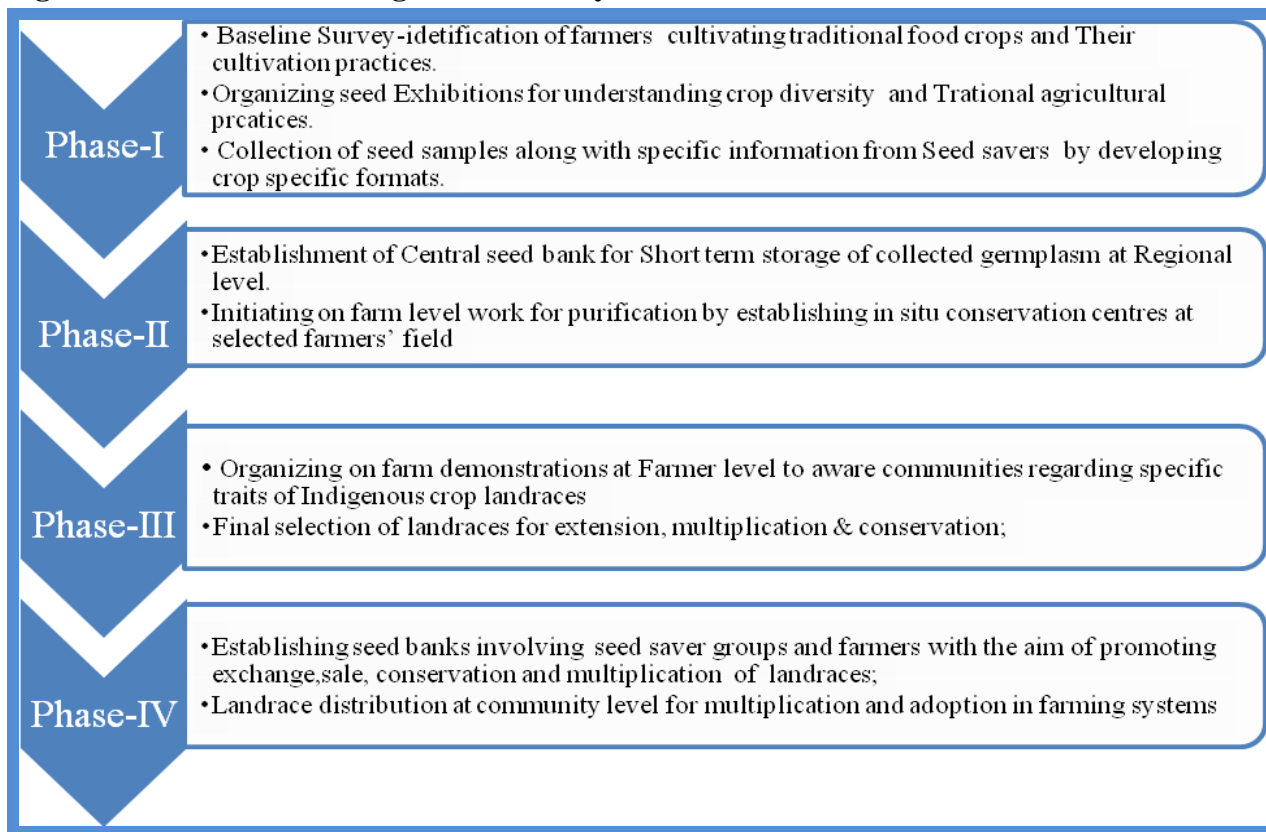 • Baseline Survey-idetification of farmers cultivating traditional food crops and Their
cultivation practices.
• Organizing seed Exhibitions for understanding crop diversity and Trational agricultural
prcatices.
• Collection of seed samples along with specific information from Seed savers by developing
crop specific formats.
Phase-I
• Establishment of Central seed bank for Short term storage of collected germplasm at Regional
level.
• Initiating on farm level work for purification by establishing in situ conservation centres at
selected farmers' field
Phase-II
• Organizing on farm demonstrations at Farmer level to aware communities regarding specific
traits of Indigenous crop landraces
• Final selection of landraces for extension, multiplication & conservation;
Phase-III
• Establishing seed banks involving seed saver groups and farmers with the aim of promoting
exchange,sale, conservation and multiplication of landraces;
• Landrace distribution at community level for multiplication and adoption in farming systems
Phase-IV